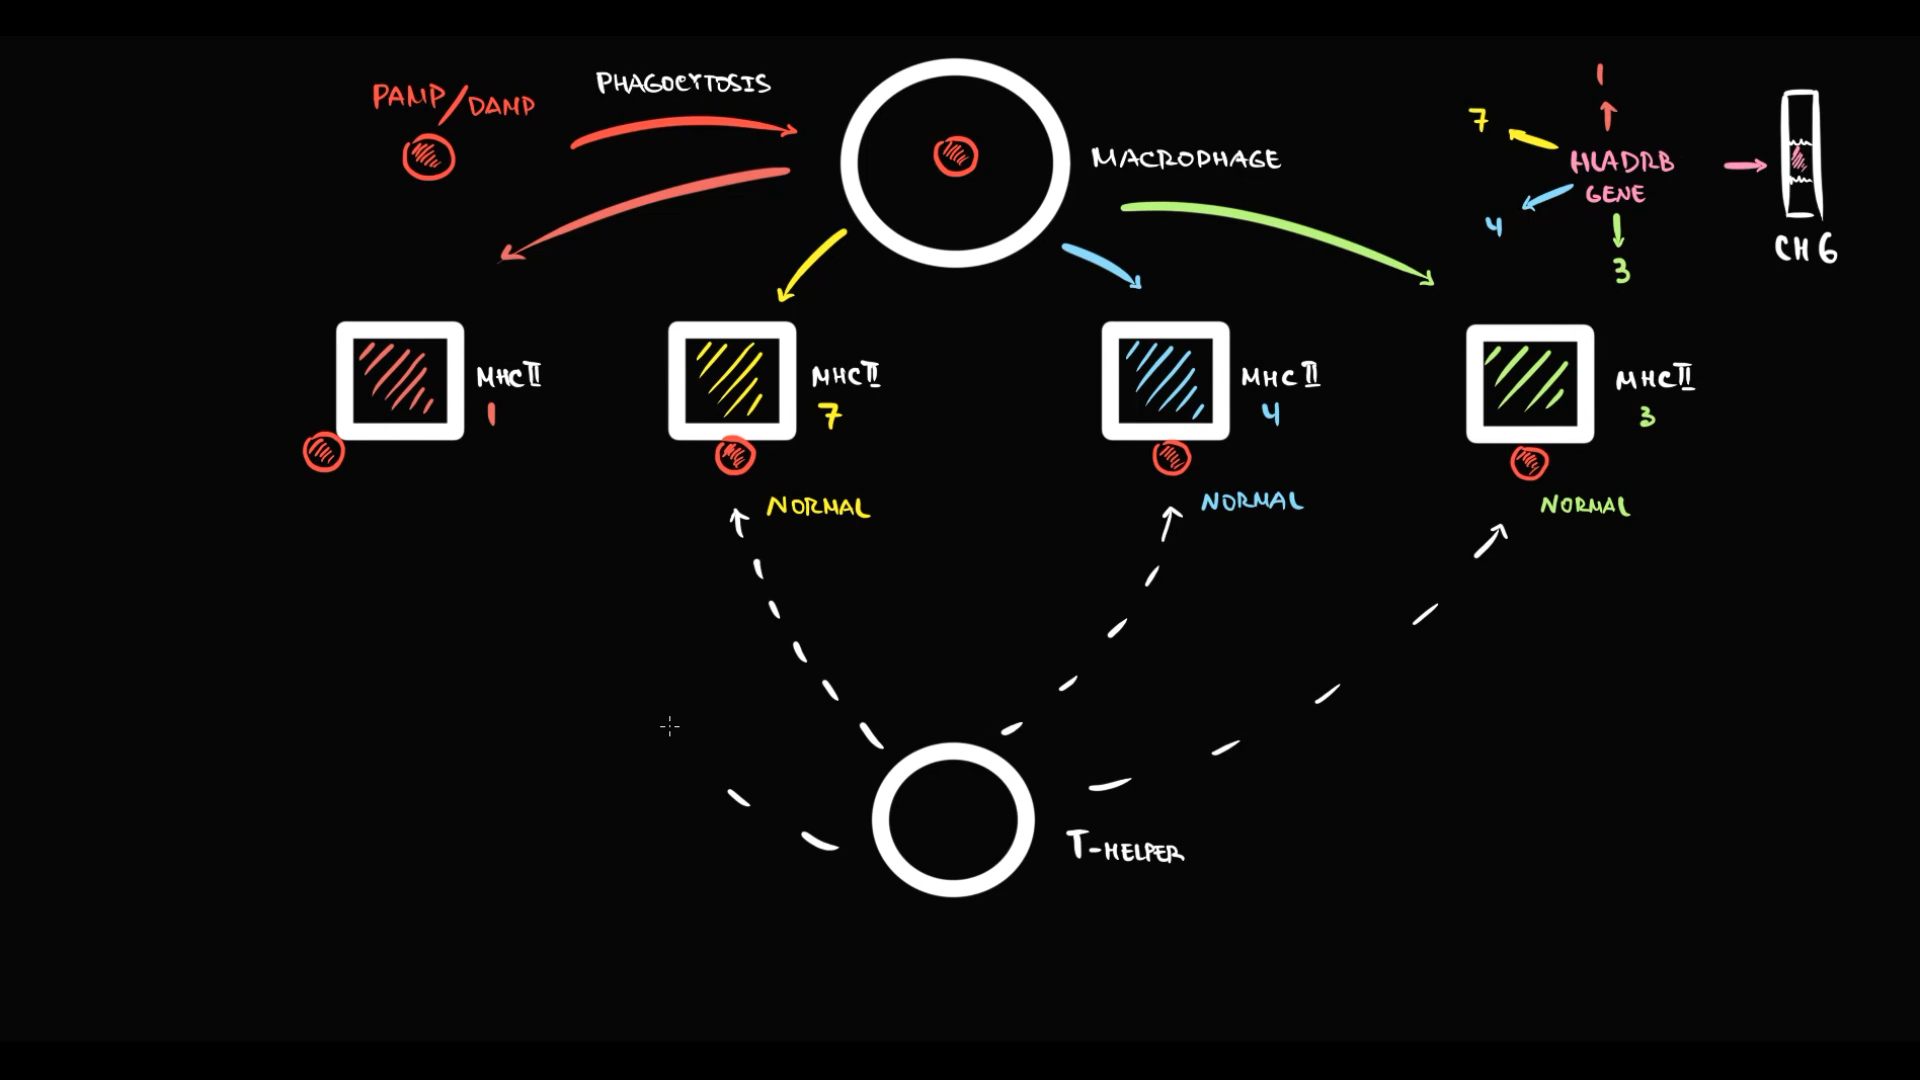 PAMP/DAMP
PHAGOCYTOSIS
MACROPHAGE
1
7
HLADRB
GENE
4
3
CH 6
MHC II
1
MHC II
7
MHC II
4
MHC II
3
NORMAL
NORMAL
NORMAL
T-HELPER